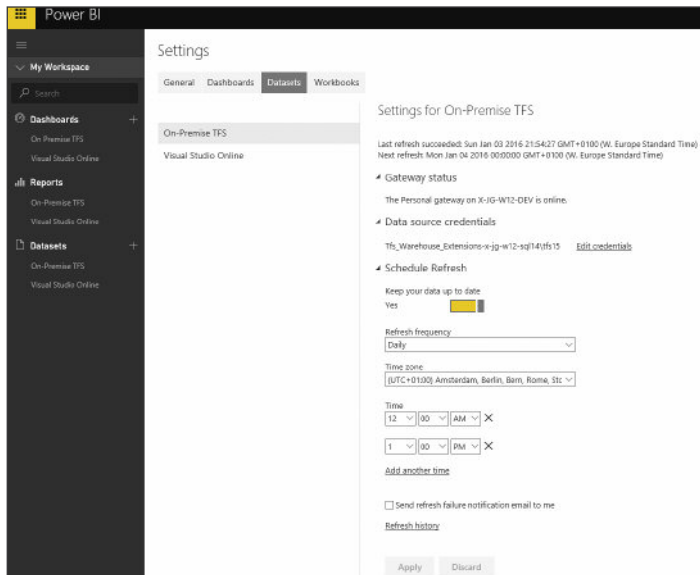 Power BI
My Workspace
Search
Dashboards
On Premise TFS
Visual Studio Online
Reports
On-Premise TFS
Visual Studio Online
Datasets
On-Premise TFS
Visual Studio Online
Settings
General Dashboards Datasets Workbooks
On-Premise TFS
Visual Studio Online
Settings for On-Premise TFS
Last refresh succeeded: Sun Jan 03 2016 21:54:27 GMT+0100 (W. Europe Standard Time)
Next refresh: Mon Jan 04 2016 00:00:00 GMT+0100 (W. Europe Standard Time)
Gateway status
The Personal gateway on X-JG-W12-DEV is online.
Data source credentials
Tfs_Warehouse_Extensions-x-jg-w12-sql14\tfs15 Edit credentials
Schedule Refresh
Keep your data up to date
Yes
Refresh frequency
Daily
Time zone
(UTC+01:00) Amsterdam, Berlin, Bern, Rome, Stc
Time
12 00 AM
1 00 PM
Add another time
Send refresh failure notification email to me
Refresh history
Apply Discard